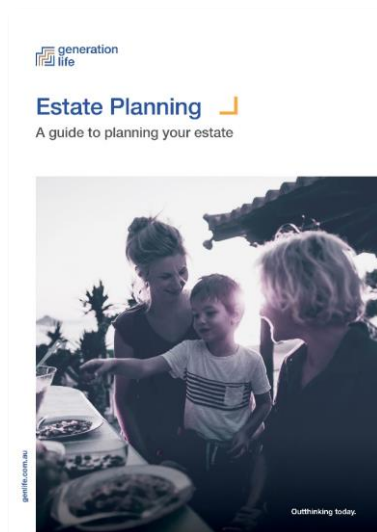 generation
life
Estate Planning
A guide to planning your estate
genlife.com.au
Outthinking today.